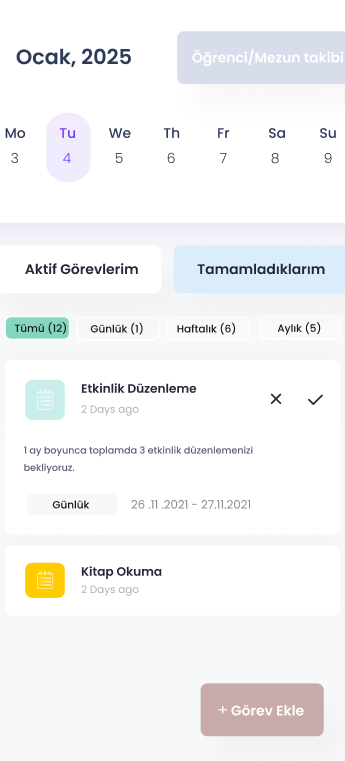 Ocak, 2025
Öğrenci/Mezun takibi
Mo Tu We Th Fr Sa Su
3 4 5 6 7 8 9
Aktif Görevlerim
Tamamladıklarım
Tümü (12)
Günlük (1)
Haftalık (6)
Aylık (5)
Etkinlik Düzenleme
2 Days ago
1 ay boyunca toplamda 3 etkinlik düzenlemenizi
bekliyoruz.
Günlük
26 .11 .2021 - 27.11.2021
Kitap Okuma
2 Days ago
+ Görev Ekle